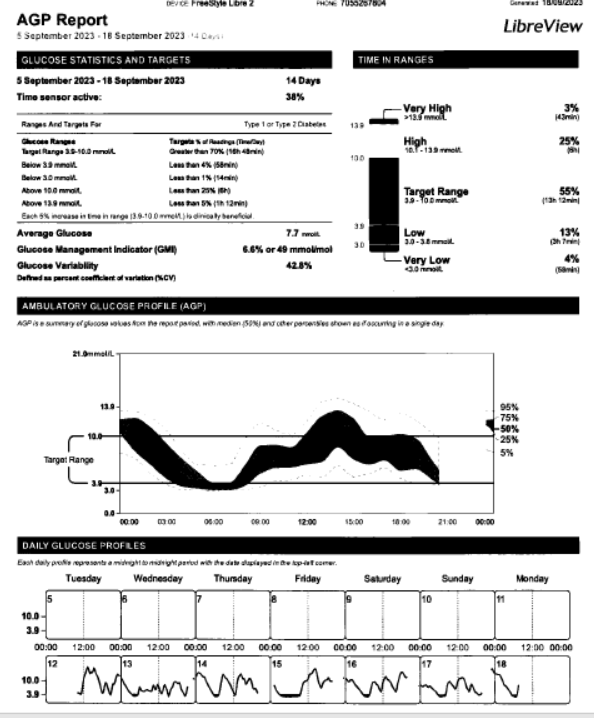 DEVICE FreeStyle Libre 2 PHONE 7055267804 Generated 18/09/2023
AGP Report
LibreView
5 September 2023 - 18 September 2023 (14 Days)
GLUCOSE STATISTICS AND TARGETS
5 September 2023 - 18 September 2023 14 Days
Time sensor active: 38%
Ranges And Targets For Type 1 or Type 2 Diabetes
Glucose Ranges Targets % of Readings (Time/Day)
Target Range 3.9-10.0 mmol/L Greater than 70% (16h 48min)
Below 3.9 mmol/L Less than 4% (58min)
Below 3.0 mmol/L Less than 1% (14min)
Above 10.0 mmol/L Less than 25% (6h)
Above 13.9 mmol/L Less than 5% (1h 12min)
Each 5% increase in time in range (3.9-10.0 mmol/L) is clinically beneficial.
Average Glucose 7.7 mmol/L
Glucose Management Indicator (GMI) 6.6% or 49 mmol/mol
Glucose Variability 42.8%
Defined as percent coefficient of variation (%CV)
TIME IN RANGES
Very High 3%
>13.9 mmol/L (43min)
13.9
High 25%
10.1 - 13.9 mmol/L (6h)
10.0
Target Range 55%
3.9 - 10.0 mmol/L (13h 12min)
3.9
Low 13%
3.0 - 3.8 mmol/L (3h 7min)
3.0
Very Low 4%
<3.0 mmol/L (58min)
AMBULATORY GLUCOSE PROFILE (AGP)
AGP is a summary of glucose values from the report period, with median (50%) and other percentiles shown as if occurring in a single day.
21.0 mmol/L
13.9
95%
75%
50%
25%
5%
10.0
Target Range
3.9
3.0
0.0
00:00 03:00 06:00 09:00 12:00 15:00 18:00 21:00 00:00
DAILY GLUCOSE PROFILES
Each daily profile represents a midnight to midnight period with the date displayed in the top-left corner.
Tuesday Wednesday Thursday Friday Saturday Sunday Monday
5 6 7 8 9 10 11
10.0
3.9
00:00 12:00 00:00 12:00 00:00 12:00 00:00 12:00 00:00 12:00 00:00 12:00 00:00 12:00 00:00
12 13 14 15 16 17 18
10.0
3.9